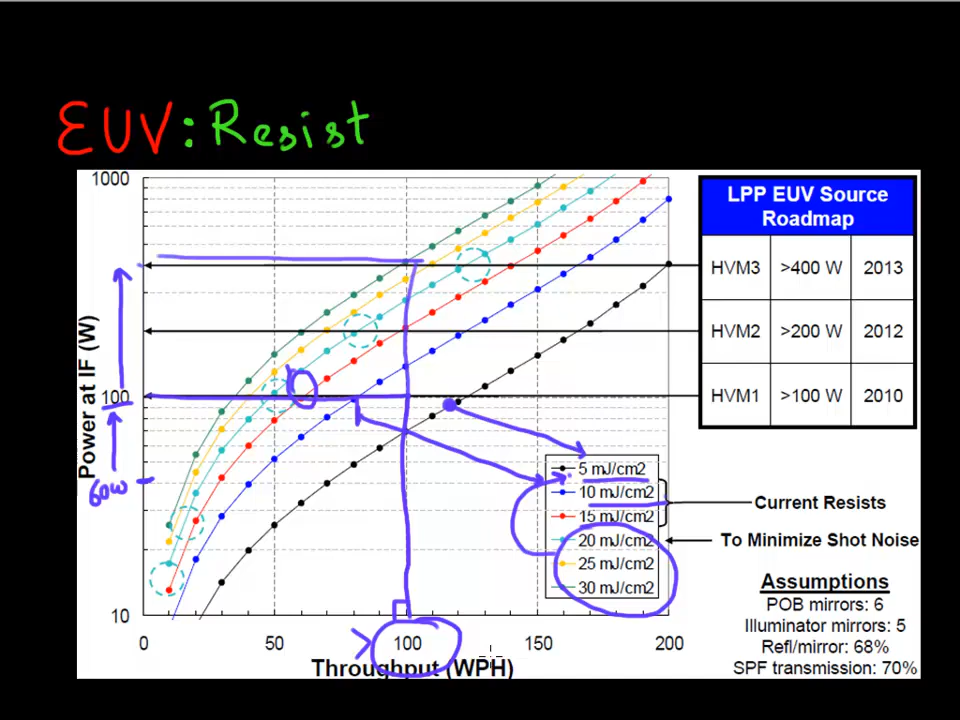 EUV: Resist
1000
100
10
60w
Power at IF (W)
0 50 100 150 200
Throughput (WPH)
5 mJ/cm2
10 mJ/cm2
15 mJ/cm2
20 mJ/cm2
25 mJ/cm2
30 mJ/cm2
LPP EUV Source
Roadmap
HVM3 >400 W 2013
HVM2 >200 W 2012
HVM1 >100 W 2010
Current Resists
To Minimize Shot Noise
Assumptions
POB mirrors: 6
Illuminator mirrors: 5
Refl/mirror: 68%
SPF transmission: 70%